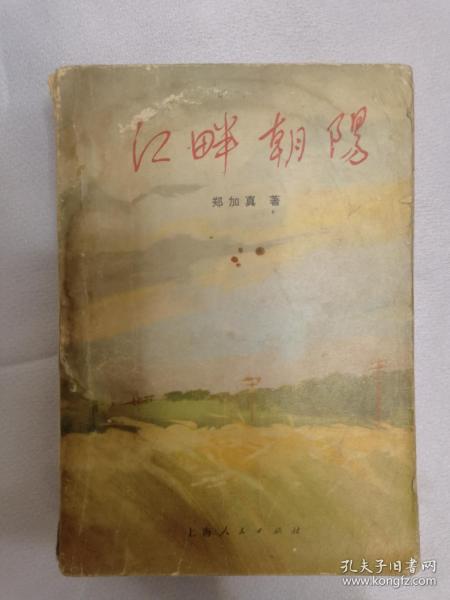 江畔朝陽
郑加真 著
上海人民出版社
孔夫子旧书网
www.kongfz.com